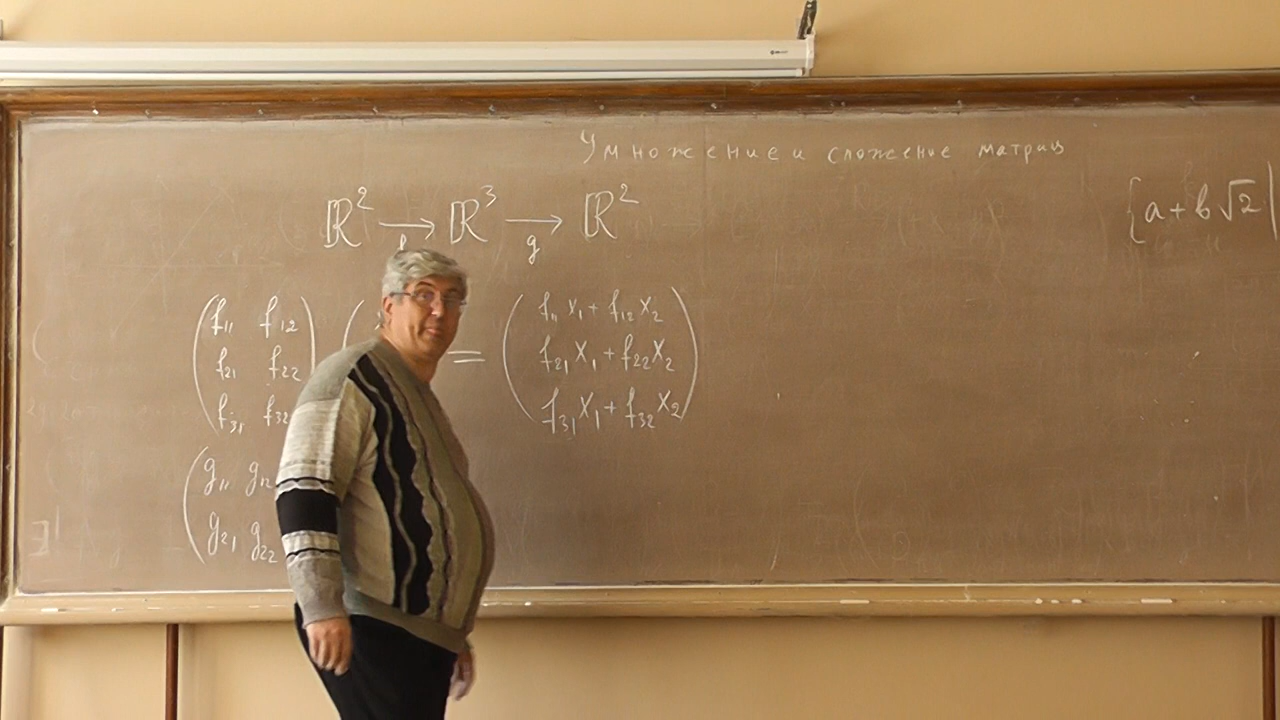 Умножение и сложение матриц
ℝ² → ℝ³ → ℝ² {a + b√2 |
g
f₁₁ f₁₂ = f₁₁x₁ + f₁₂x₂
f₂₁ f₂₂ f₂₁x₁ + f₂₂x₂
f₃₁ f₃₂ f₃₁x₁ + f₃₂x₂
g₁₁ g₁₂
g₂₁ g₂₂